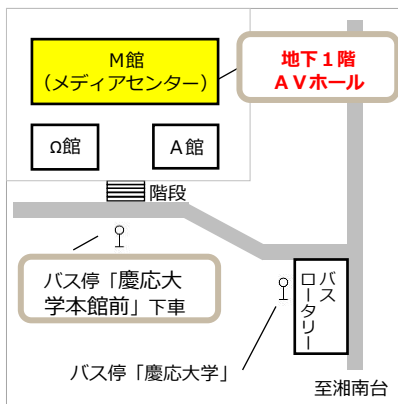 M館
（メディアセンター）
地下１階
ＡＶホール
Ω館
Ａ館
階段
バス停「慶応大
学本館前」下車
バス
ロータリー
バス停「慶応大学」
至湘南台